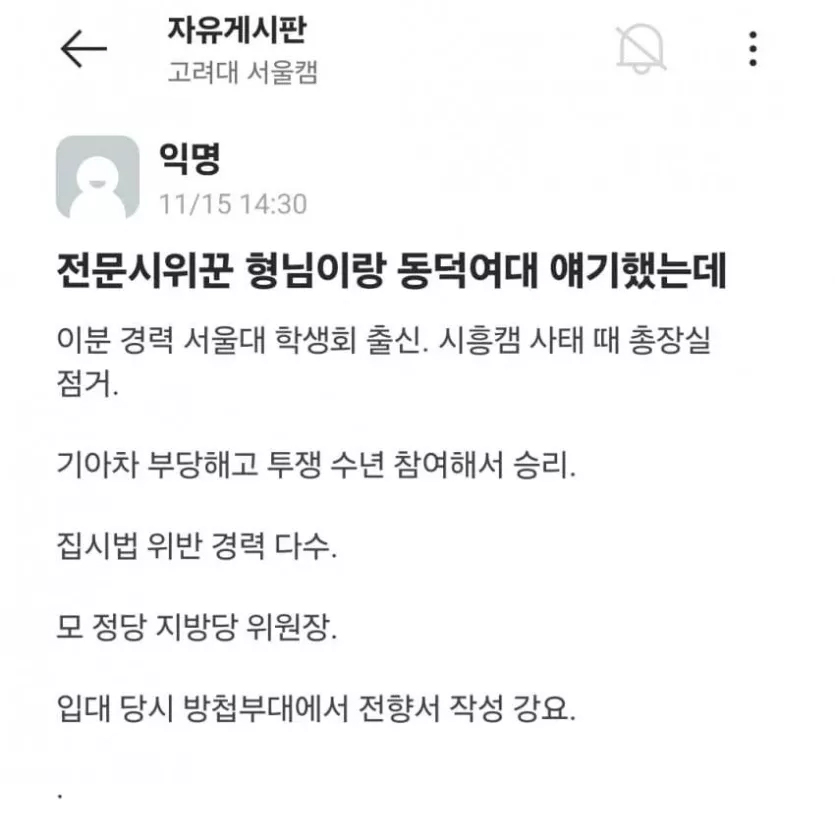 자유게시판
고려대 서울캠
익명
11/15 14:30
전문시위꾼 형님이랑 동덕여대 얘기했는데
이분 경력 서울대 학생회 출신. 시흥캠 사태 때 총장실
점거.
기아차 부당해고 투쟁 수년 참여해서 승리.
집시법 위반 경력 다수.
모 정당 지방당 위원장.
입대 당시 방첩부대에서 전향서 작성 강요.
.